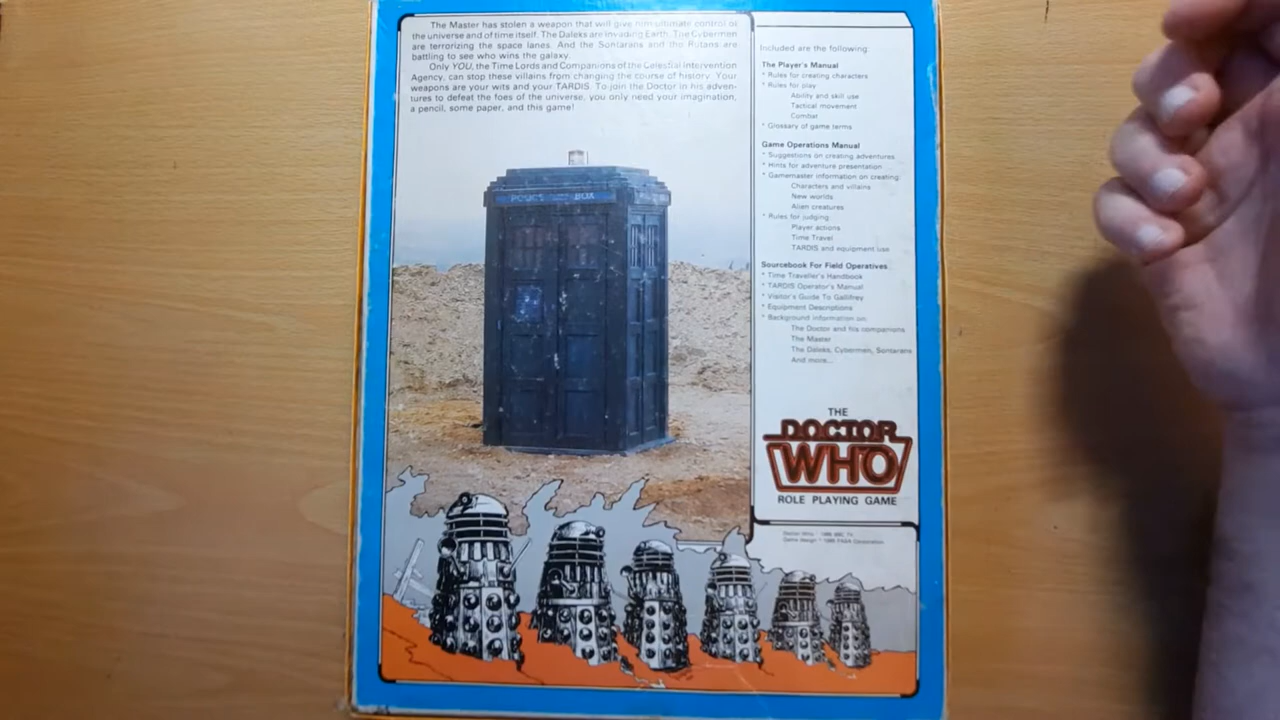 The Master has stolen a weapon that will give him ultimate control of
the universe and of time itself. The Daleks are invading Earth. The Cybermen
are terrorizing the space lanes. And the Sontarans and the Rutans are
battling to see who wins the galaxy.
Only YOU, the Time Lords and Companions of the Celestial Intervention
Agency, can stop these villains from changing the course of history. Your
weapons are your wits and your TARDIS. To join the Doctor in his adven-
tures to defeat the foes of the universe, you only need your imagination,
a pencil, some paper, and this game!
POLICE BOX
Included are the following:
The Player's Manual
* Rules for creating characters
* Rules for play
Ability and skill use
Tactical movement
Combat
* Glossary of game terms
Game Operations Manual
* Suggestions on creating adventures
* Hints for adventure presentation
* Gamemaster information on creating:
Characters and villains
New worlds
Alien creatures
* Rules for judging
Player actions
Time Travel
TARDIS and equipment use
Sourcebook For Field Operatives
* Time Traveller's Handbook
* TARDIS Operator's Manual
* Visitor's Guide To Gallifrey
* Equipment Descriptions
* Background information on:
The Doctor and his companions
The Master
The Daleks, Cybermen, Sontarans
And more...
THE
DOCTOR
WHO
ROLE PLAYING GAME